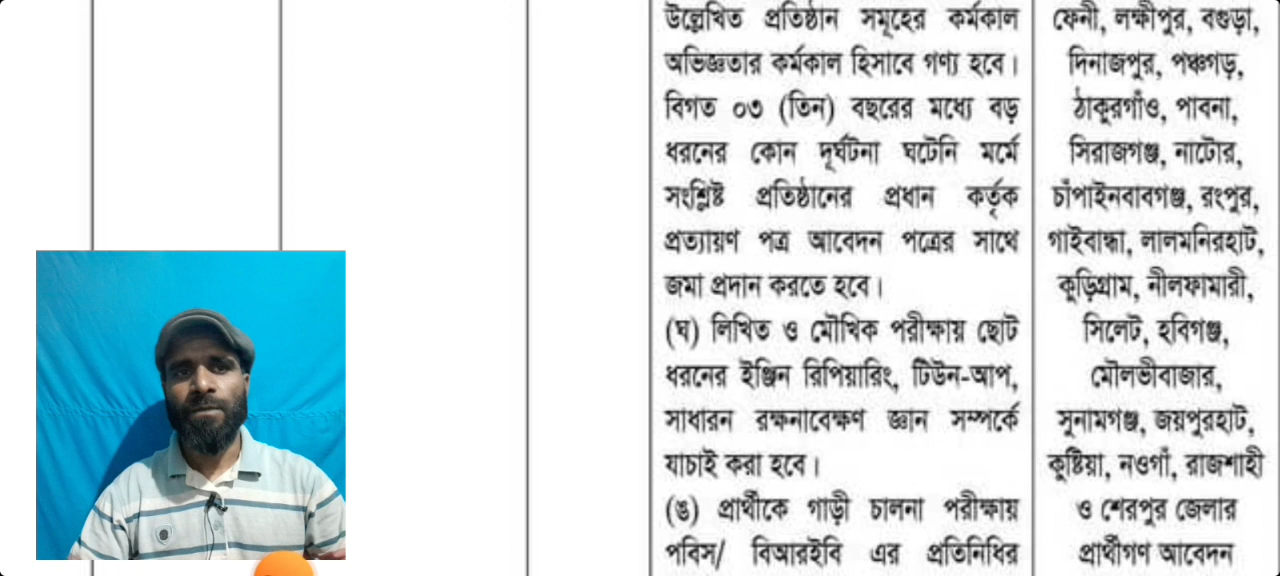 উল্লেখিত প্রতিষ্ঠান সমূহের কর্মকাল
অভিজ্ঞতার কর্মকাল হিসাবে গণ্য হবে।
বিগত ০৩ (তিন) বছরের মধ্যে বড়
ধরনের কোন দূর্ঘটনা ঘটেনি মর্মে
সংশ্লিষ্ট প্রতিষ্ঠানের প্রধান কর্তৃক
প্রত্যায়ণ পত্র আবেদন পত্রের সাথে
জমা প্রদান করতে হবে।
(ঘ) লিখিত ও মৌখিক পরীক্ষায় ছোট
ধরনের ইঞ্জিন রিপিয়ারিং, টিউন-আপ,
সাধারন রক্ষনাবেক্ষণ জ্ঞান সম্পর্কে
যাচাই করা হবে।
(ঙ) প্রার্থীকে গাড়ী চালনা পরীক্ষায়
পবিস/ বিআরইবি এর প্রতিনিধির
ফেনী, লক্ষীপুর, বগুড়া,
দিনাজপুর, পঞ্চগড়,
ঠাকুরগাঁও, পাবনা,
সিরাজগঞ্জ, নাটোর,
চাঁপাইনবাবগঞ্জ, রংপুর,
গাইবান্ধা, লালমনিরহাট,
কুড়িগ্রাম, নীলফামারী,
সিলেট, হবিগঞ্জ,
মৌলভীবাজার,
সুনামগঞ্জ, জয়পুরহাট,
কুষ্টিয়া, নওগাঁ, রাজশাহী
ও শেরপুর জেলার
প্রার্থীগণ আবেদন